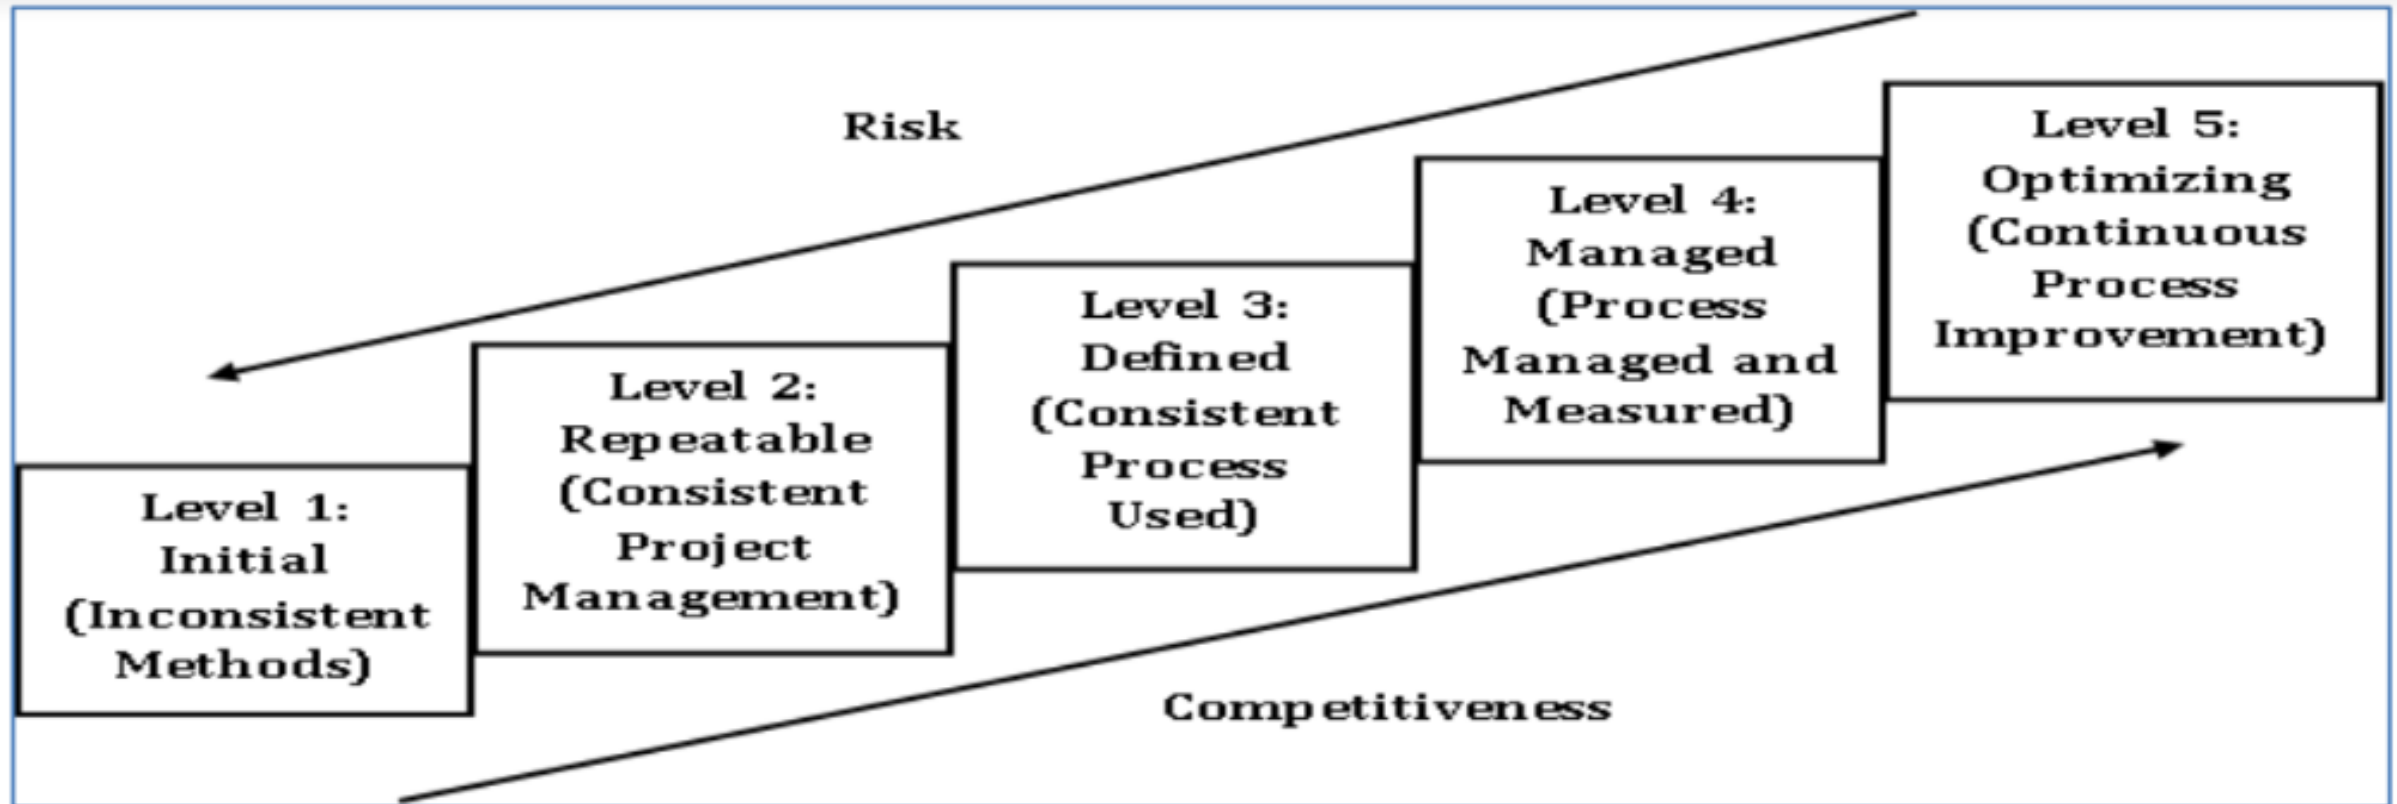 Risk
Level 1:
Initial
(Inconsistent
Methods)
Level 2:
Repeatable
(Consistent
Project
Management)
Level 3:
Defined
(Consistent
Process
Used)
Level 4:
Managed
(Process
Managed and
Measured)
Level 5:
Optimizing
(Continuous
Process
Improvement)
Competitiveness